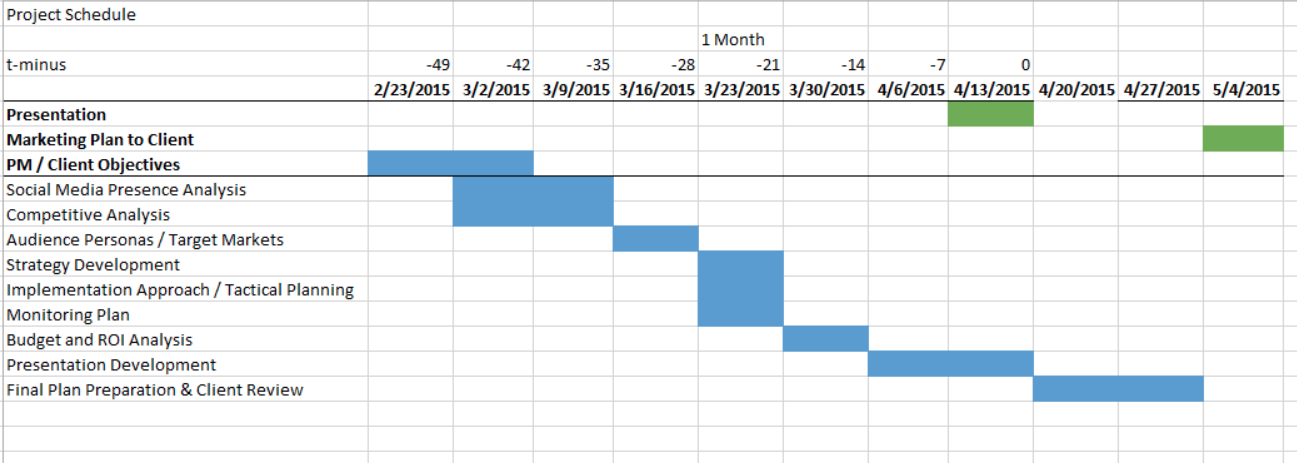 Project Schedule
1 Month
t-minus -49 -42 -35 -28 -21 -14 -7 0
2/23/2015 3/2/2015 3/9/2015 3/16/2015 3/23/2015 3/30/2015 4/6/2015 4/13/2015 4/20/2015 4/27/2015 5/4/2015
Presentation
Marketing Plan to Client
PM / Client Objectives
Social Media Presence Analysis
Competitive Analysis
Audience Personas / Target Markets
Strategy Development
Implementation Approach / Tactical Planning
Monitoring Plan
Budget and ROI Analysis
Presentation Development
Final Plan Preparation & Client Review